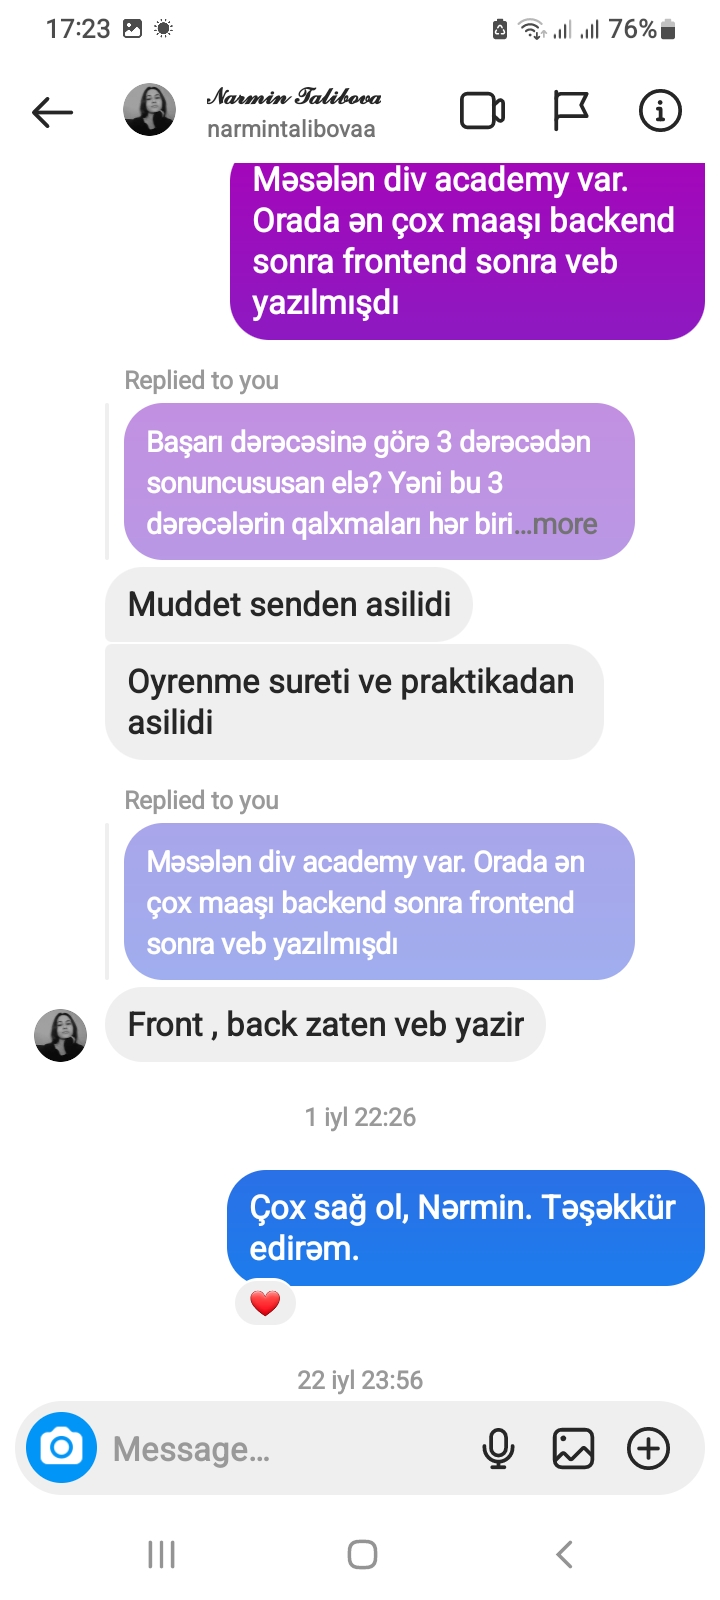 17:23
76%
Narmin Talibova
narmintalibovaa
Məsələn div academy var.
Orada ən çox maaşı backend
sonra frontend sonra veb
yazılmışdı
Replied to you
Başarı dərəcəsinə görə 3 dərəcədən
sonuncususan elə? Yəni bu 3
dərəcələrin qalxmaları hər biri...more
Muddet senden asilidi
Oyrenme sureti ve praktikadan
asilidi
Replied to you
Məsələn div academy var. Orada ən
çox maaşı backend sonra frontend
sonra veb yazılmışdı
Front , back zaten veb yazir
1 iyl 22:26
Çox sağ ol, Nərmin. Təşəkkür
edirəm.
22 iyl 23:56
Message...